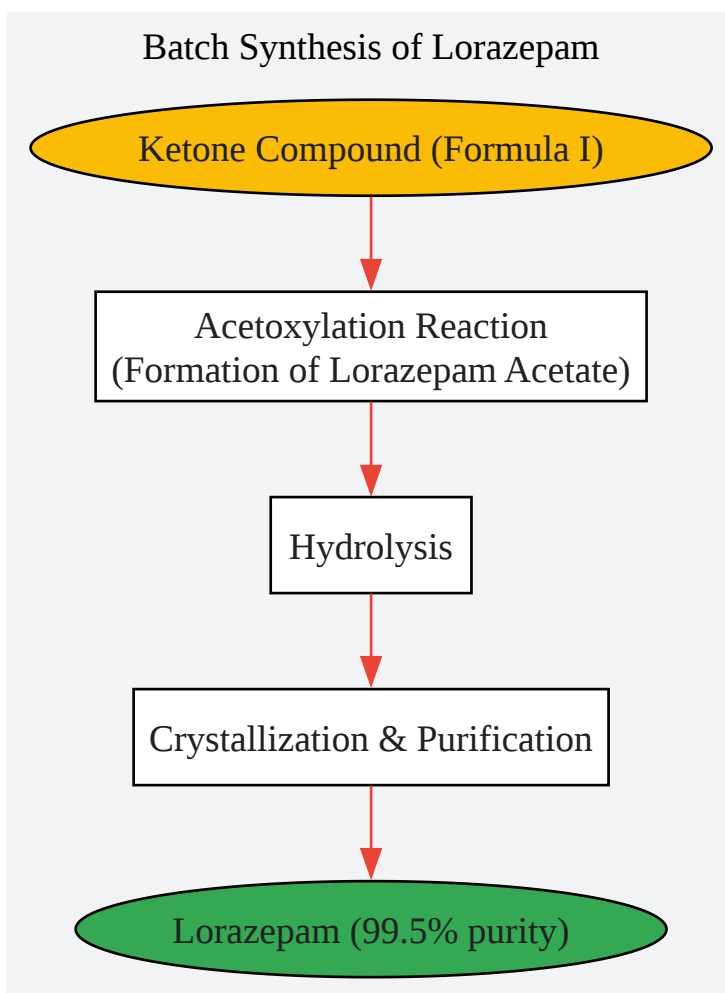 Batch Synthesis of Lorazepam
Ketone Compound (Formula I)
Acetoxylation Reaction
(Formation of Lorazepam Acetate)
Hydrolysis
Crystallization & Purification
Lorazepam (99.5% purity)